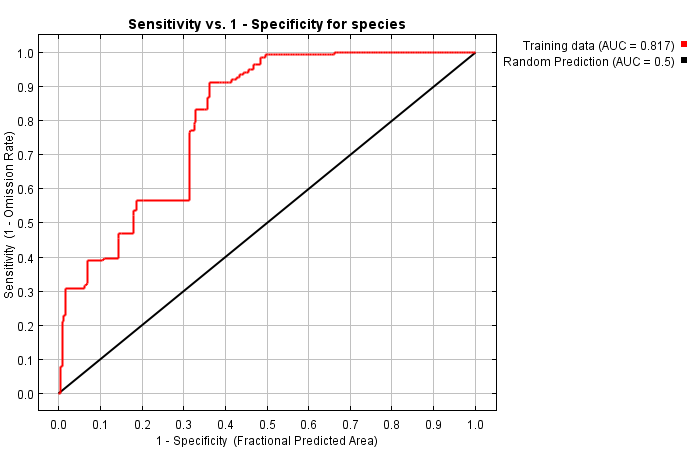 Sensitivity vs. 1 - Specificity for species
Training data (AUC = 0.817)
Random Prediction (AUC = 0.5)
Sensitivity (1 - Omission Rate)
1.0
0.9
0.8
0.7
0.6
0.5
0.4
0.3
0.2
0.1
0.0
0.0 0.1 0.2 0.3 0.4 0.5 0.6 0.7 0.8 0.9 1.0
1 - Specificity (Fractional Predicted Area)